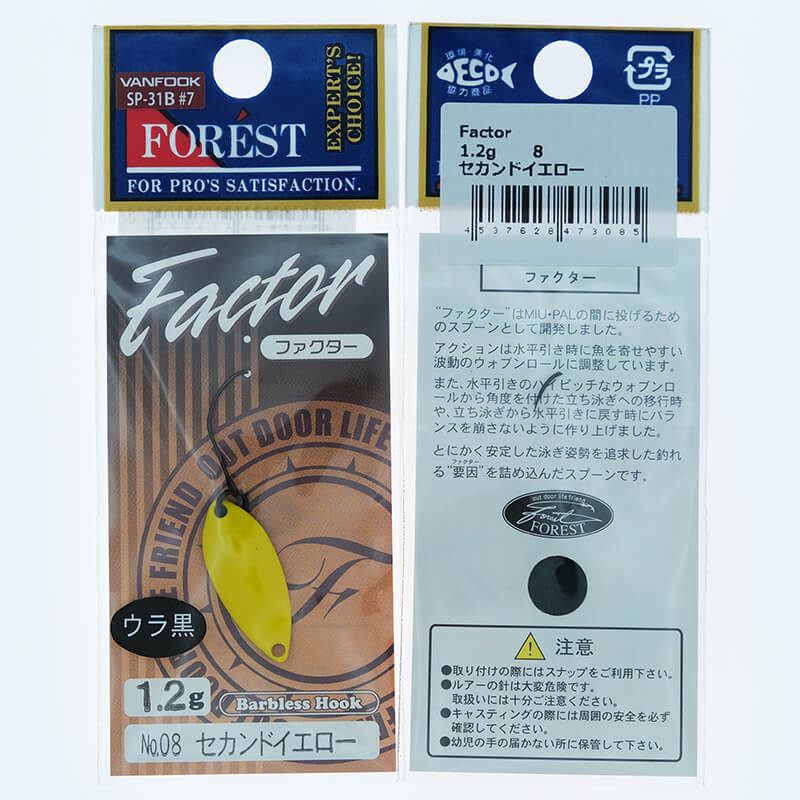 VANFOOK
SP-31B #7
EXPERT'S
CHOICE!
FORÉST
FOR PRO'S SATISFACTION.
Factor
ファクター
FRIEND OUT DOOR LIFE
ウラ黒
1.2g
Barbless Hook
No.08 セカンドイエロー
環境・美化
ECO
協力商品
プラ
PP
Factor
1.2g 8
セカンドイエロー
4537628473085
ファクター
"ファクター"はMIU・PALの間に投げるため
のスプーンとして開発しました。
アクションは水平引き時に魚を寄せやすい
波動のウォブンロールに調整しています。
また、水平引きのハイピッチなウォブンロ
ールから角度を付けた立ち泳ぎへの移行時
や、立ち泳ぎから水平引きに戻す時にバラ
ンスを崩さないように作り上げました。
とにかく安定した泳ぎ姿勢を追求した釣れ
ファクター
る"要因"を詰め込んだスプーンです。
out door life friend
Forest
FOREST
注意
●取り付けの際にはスナップをご利用下さい。
●ルアーの針は大変危険です。
取扱いには十分ご注意ください。
●キャスティングの際には周囲の安全を必ず
確認してください。
●幼児の手の届かない所に保管して下さい。